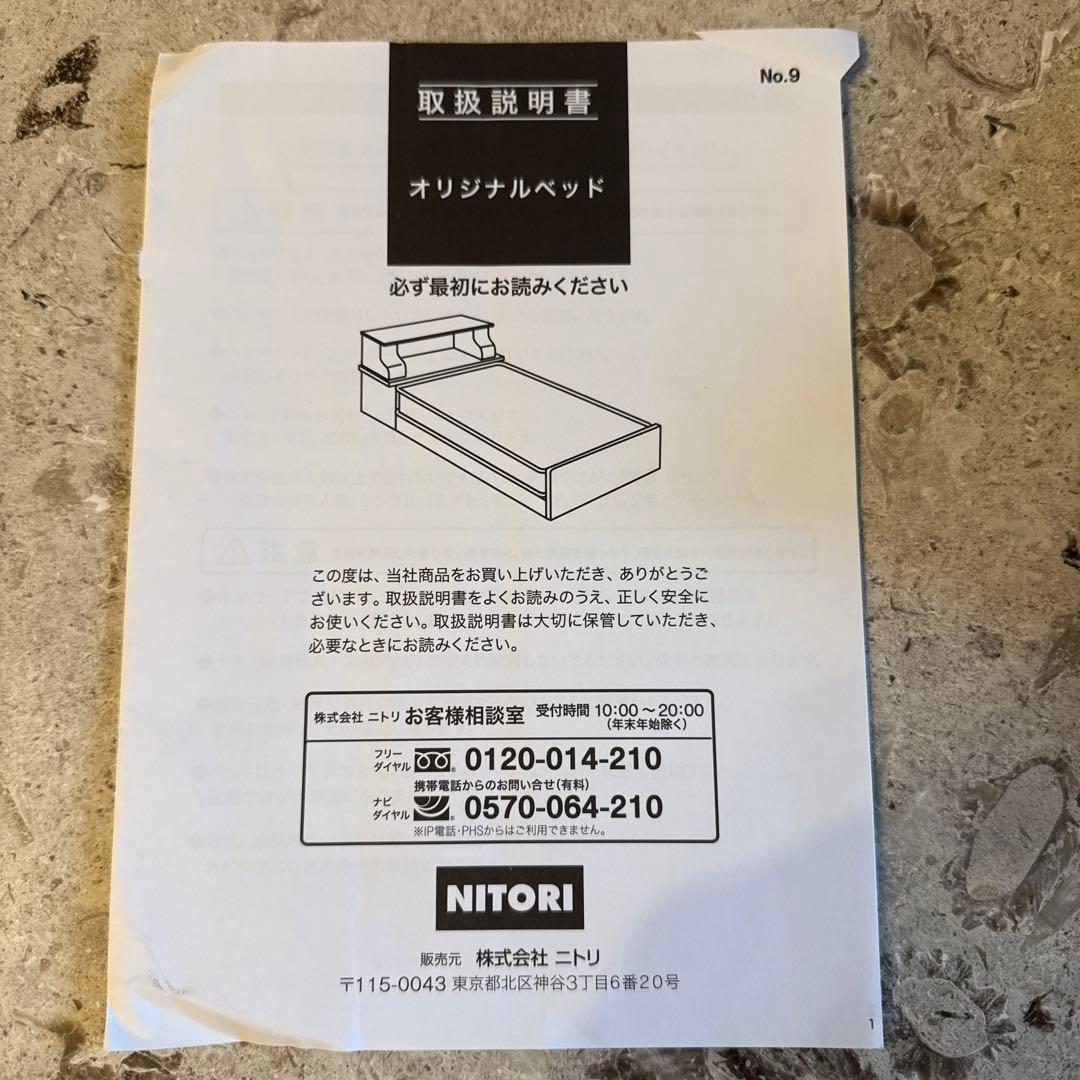 No.9
取扱説明書
オリジナルベッド
必ず最初にお読みください
この度は、当社商品をお買い上げいただき、ありがとうご
ざいます。取扱説明書をよくお読みのうえ、正しく安全に
お使いください。取扱説明書は大切に保管していただき、
必要なときにお読みください。
株式会社 ニトリ お客様相談室 受付時間 10:00～20:00
(年末年始除く)
フリー
ダイヤル 0120-014-210
携帯電話からのお問い合せ(有料)
ナビ
ダイヤル 0570-064-210
※IP電話・PHSからはご利用できません。
NITORI
販売元 株式会社 ニトリ
〒115-0043 東京都北区神谷3丁目6番20号
1